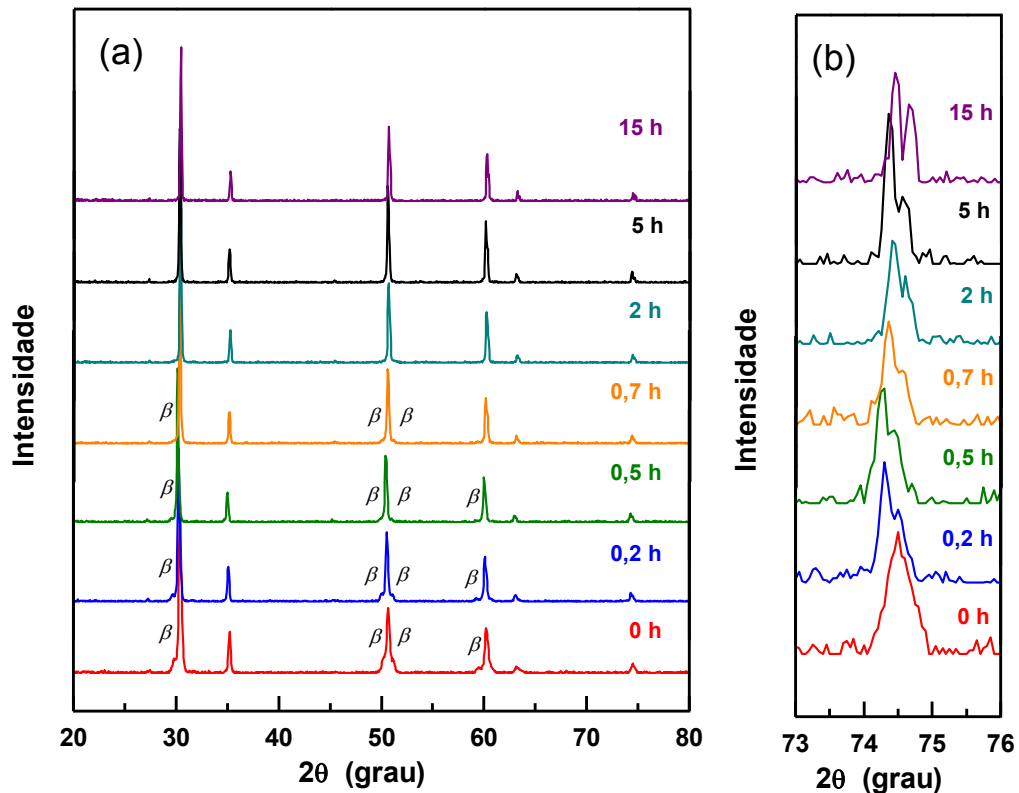 (a)
15 h
5 h
2 h
0,7 h
β β β
0,5 h
β β β β
0,2 h
β β β β
0 h
β β β β
Intensidade
20 30 40 50 60 70 80
2θ (grau)
(b)
15 h
5 h
2 h
0,7 h
0,5 h
0,2 h
0 h
Intensidade
73 74 75 76
2θ (grau)